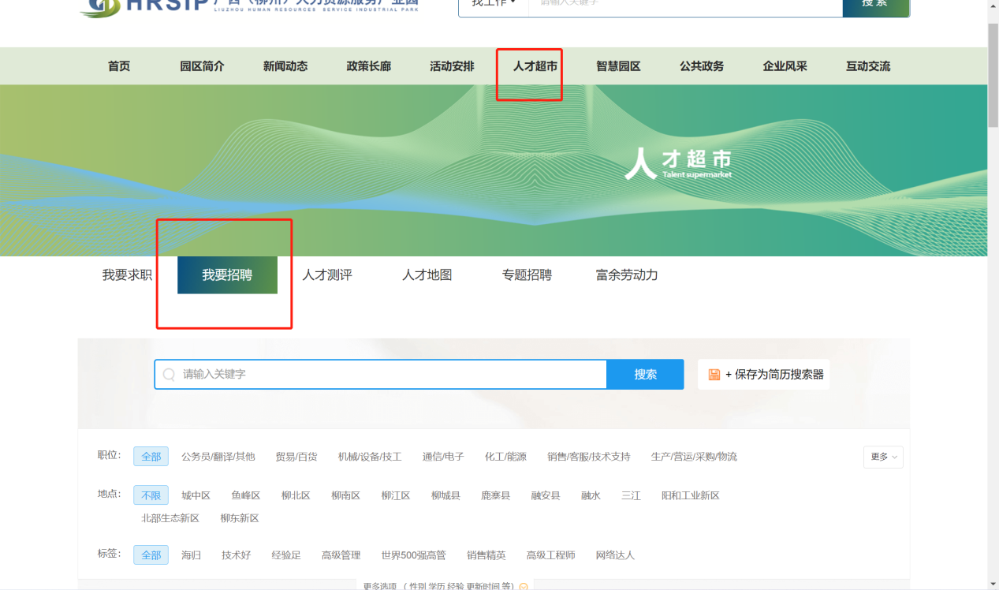 HRSIP 广西（柳州）人力资源服务产业园
LIUZHOU HUMAN RESOURCES SERVICE INDUSTRIAL PARK
找工作 请输入关键字 搜索
首页 园区简介 新闻动态 政策长廊 活动安排 人才超市 智慧园区 公共政务 企业风采 互动交流
人才超市
Talent supermarket
我要求职 我要招聘 人才测评 人才地图 专题招聘 富余劳动力
请输入关键字 搜索 + 保存为简历搜索器
职位： 全部 公务员/翻译/其他 贸易/百货 机械/设备/技工 通信/电子 化工/能源 销售/客服/技术支持 生产/营运/采购/物流 更多
地点： 不限 城中区 鱼峰区 柳北区 柳南区 柳江区 柳城县 鹿寨县 融安县 融水 三江 阳和工业新区
北部生态新区 柳东新区
标签： 全部 海归 技术好 经验足 高级管理 世界500强高管 销售精英 高级工程师 网络达人
更多选项 （ 性别 学历 经验 更新时间 等）